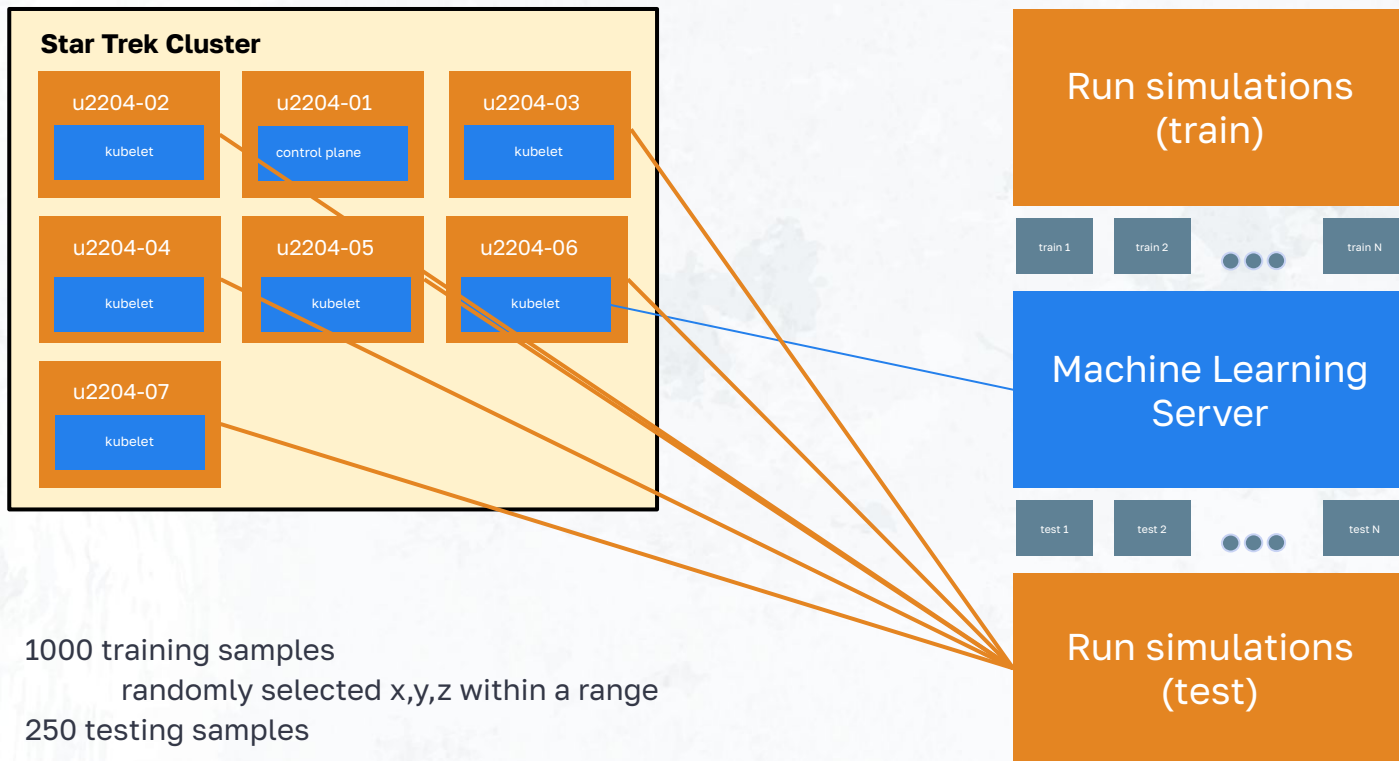 Star Trek Cluster
u2204-02
kubelet
u2204-01
control plane
u2204-03
kubelet
u2204-04
kubelet
u2204-05
kubelet
u2204-06
kubelet
u2204-07
kubelet
1000 training samples
randomly selected x,y,z within a range
250 testing samples
Run simulations
(train)
train 1
train 2
train N
Machine Learning
Server
test 1
test 2
test N
Run simulations
(test)